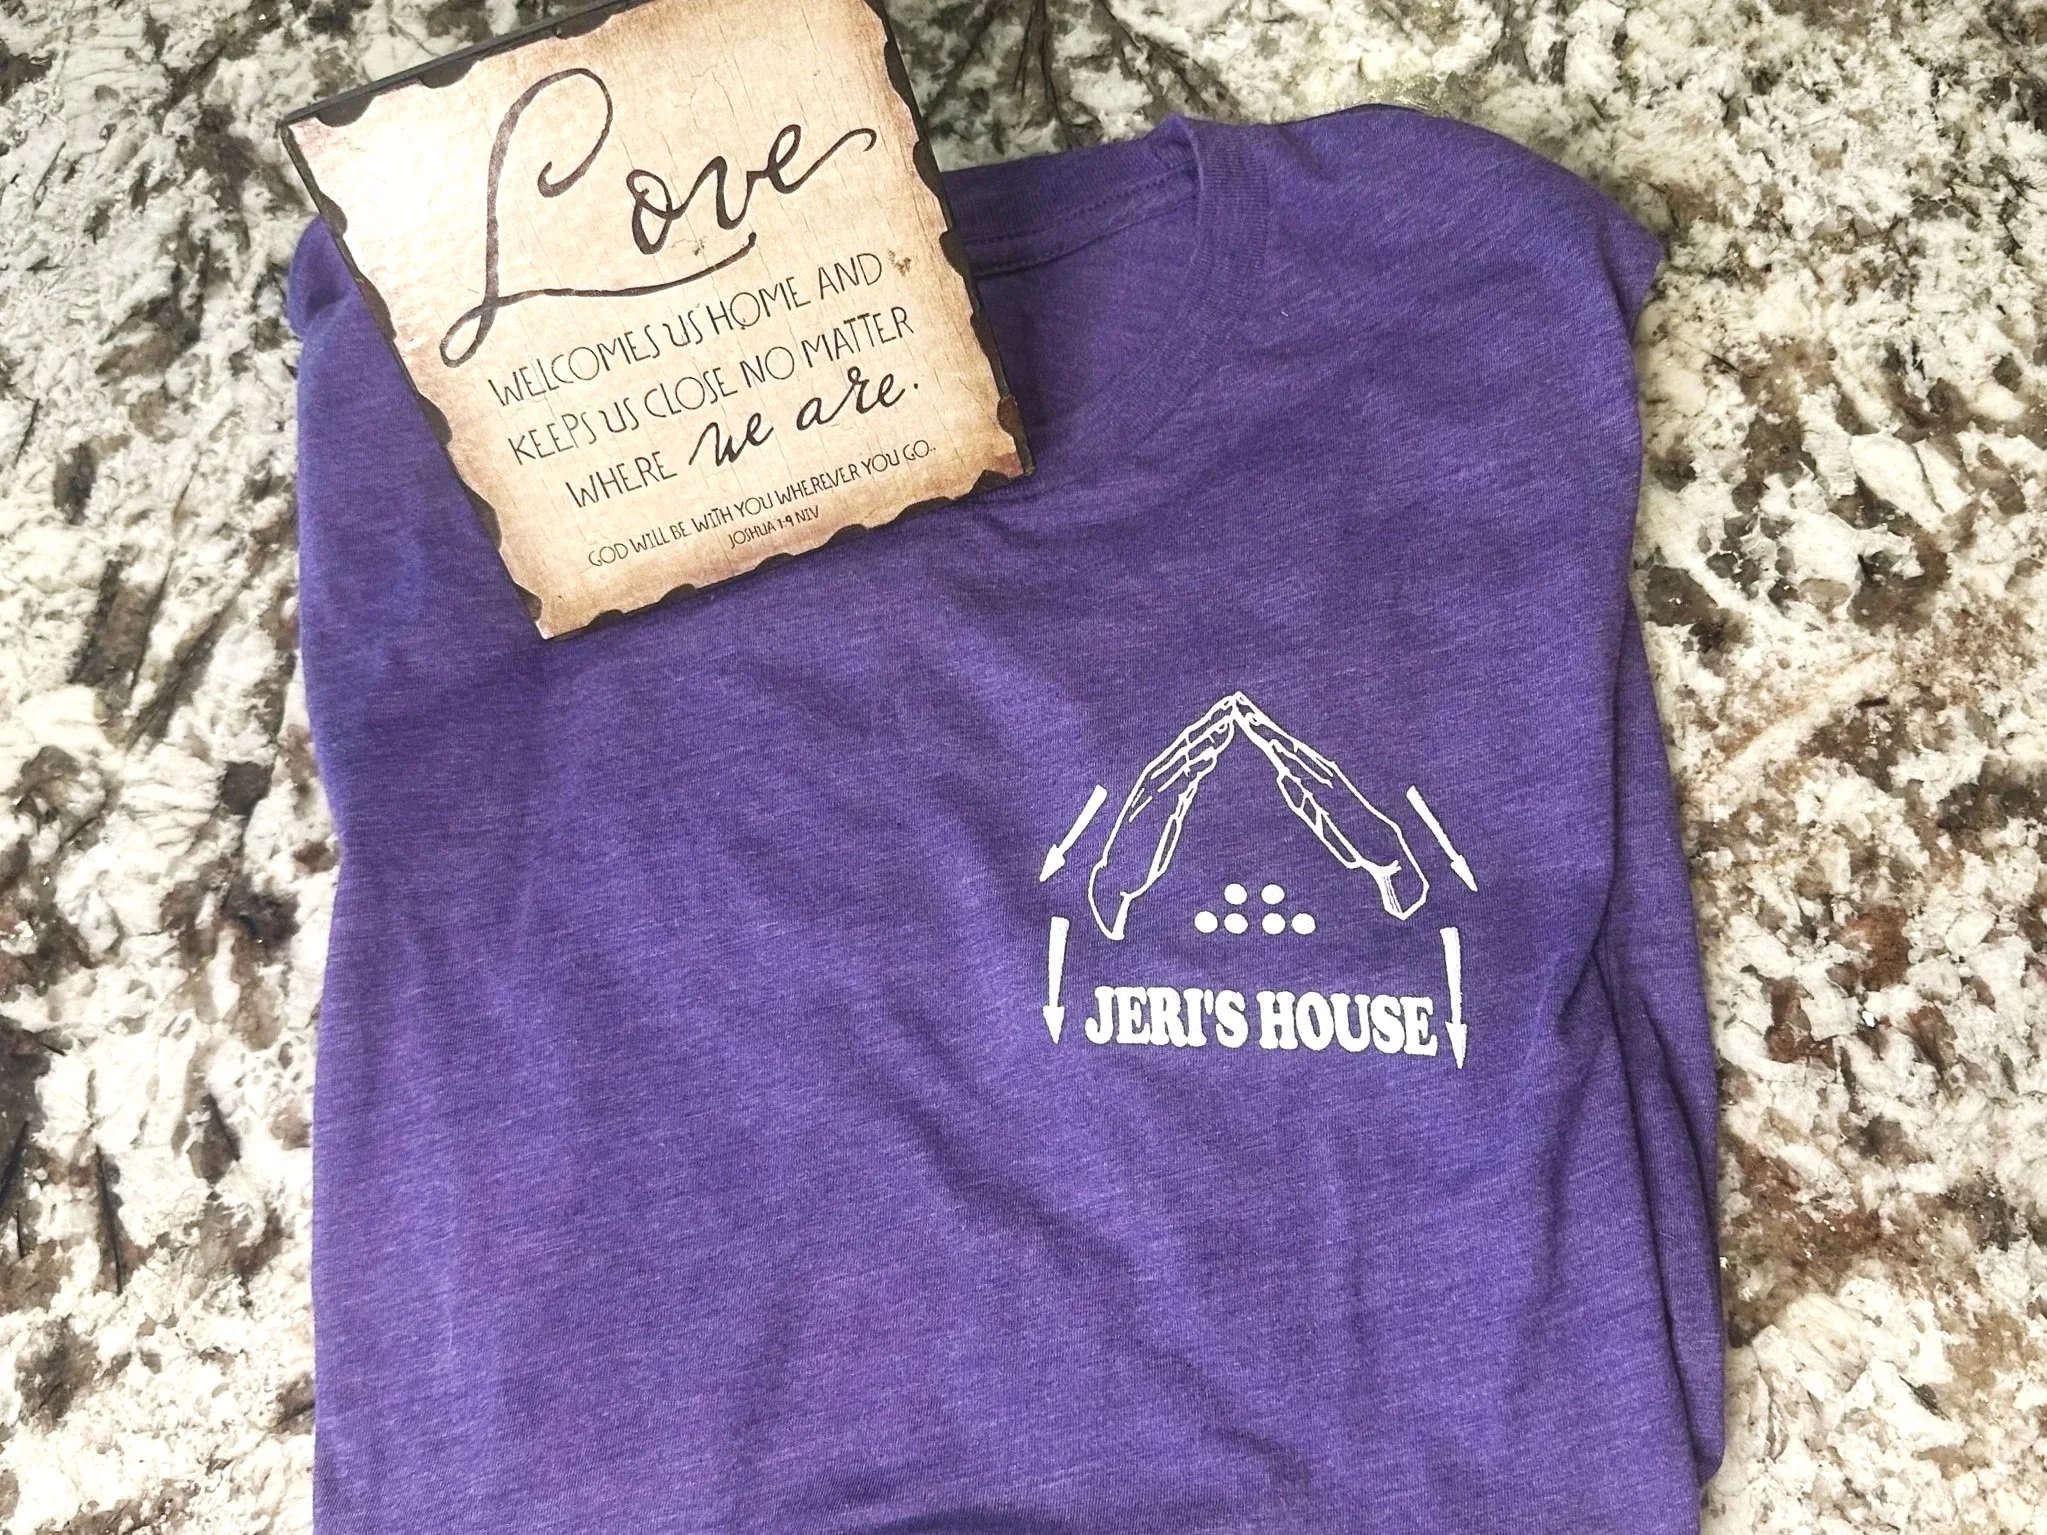 Love
WELCOMES US HOME AND
KEEPS US CLOSE NO MATTER
WHERE we are.
GOD WILL BE WITH YOU WHEREVER YOU GO..
JOSHUA 1:9 NIV
JERI'S HOUSE